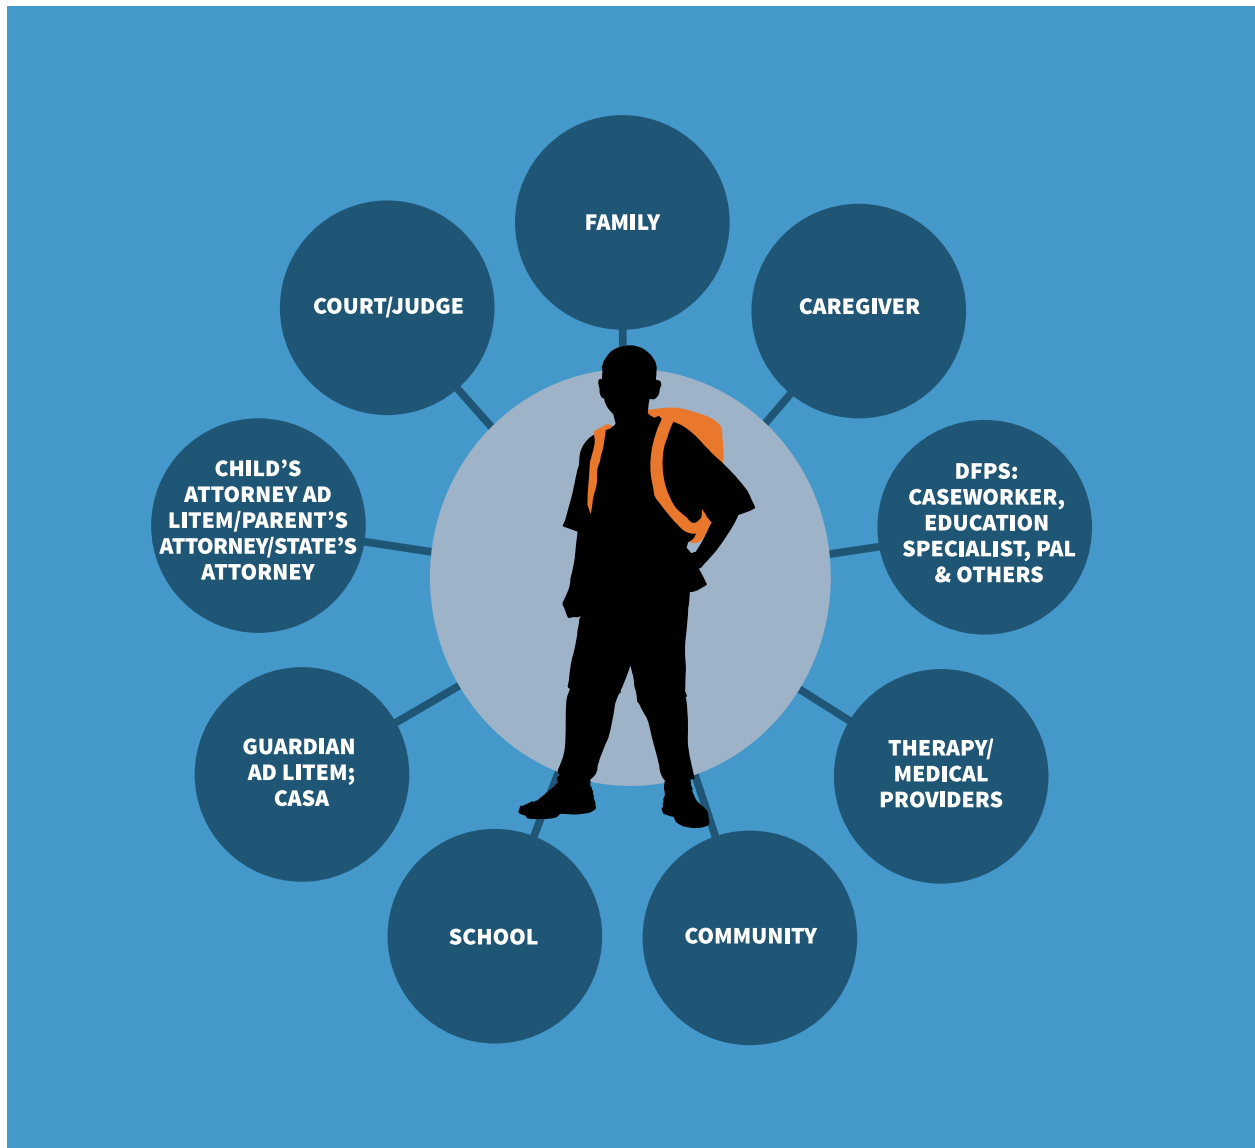 FAMILY
COURT/JUDGE
CAREGIVER
CHILD’S
ATTORNEY AD
LITEM/PARENT’S
ATTORNEY/STATE’S
ATTORNEY
DFPS:
CASEWORKER,
EDUCATION
SPECIALIST, PAL
& OTHERS
GUARDIAN
AD LITEM;
CASA
THERAPY/
MEDICAL
PROVIDERS
SCHOOL
COMMUNITY